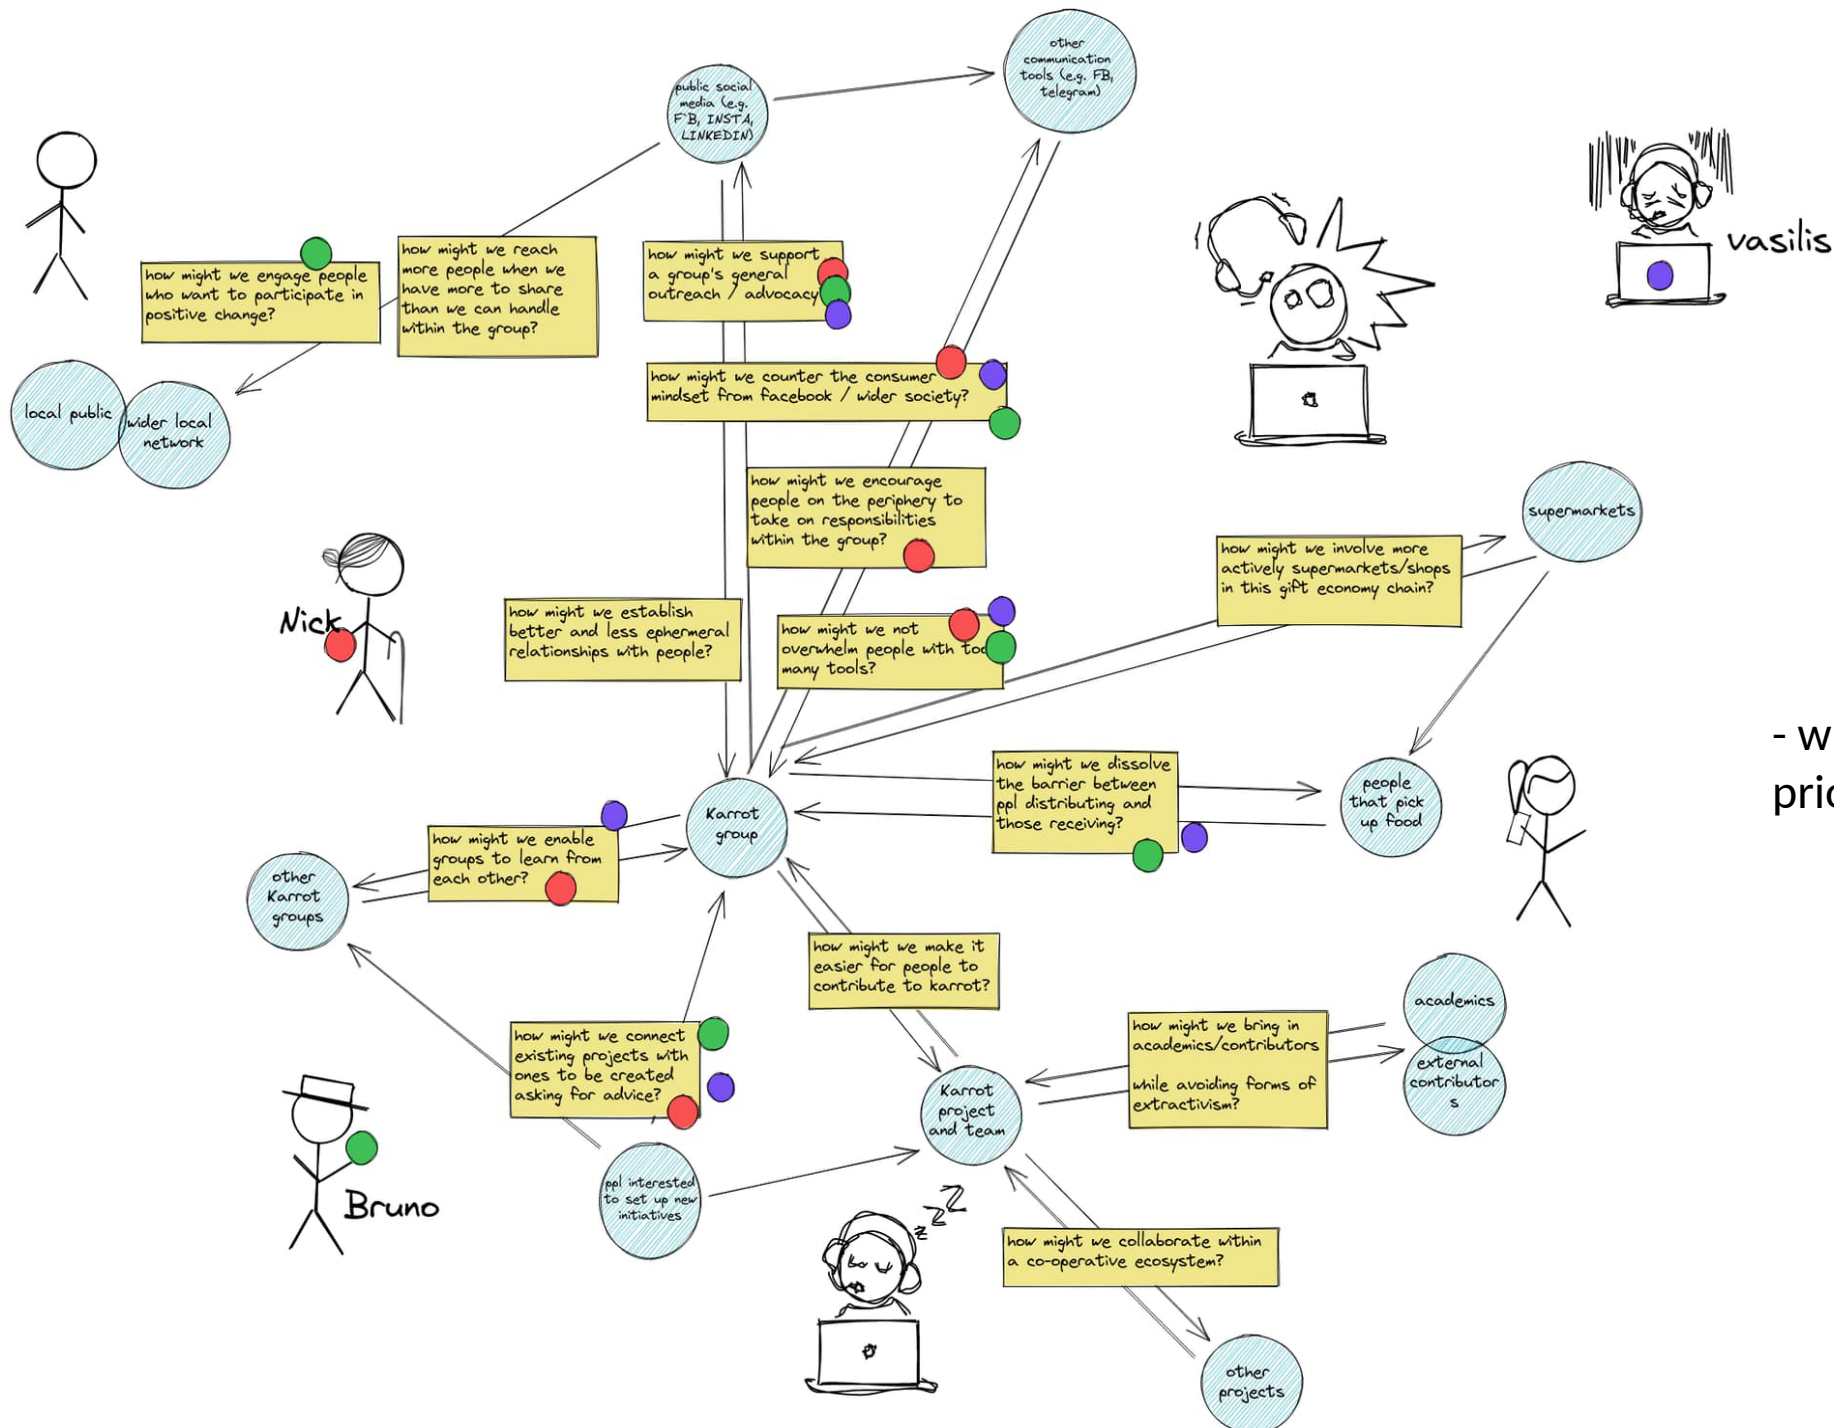 other
communication
tools (e.g. FB,
telegram)
public social
media (e.g.
FB, INSTA,
LINKEDIN)
vasilis
how might we engage people
who want to participate in
positive change?
how might we reach
more people when we
have more to share
than we can handle
within the group?
how might we support
a group's general
outreach / advocacy
how might we counter the consumer
mindset from facebook / wider society?
local public
wider local
network
how might we encourage
people on the periphery to
take on responsibilities
within the group?
supermarkets
how might we involve more
actively supermarkets/shops
in this gift economy chain?
Nick
how might we establish
better and less ephemeral
relationships with people?
how might we not
overwhelm people with too
many tools?
how might we dissolve
the barrier between
ppl distributing and
those receiving?
people
that pick
up food
- w
pri
Karrot
group
how might we enable
groups to learn from
each other?
other
Karrot
groups
how might we make it
easier for people to
contribute to karrot?
academics
external
contributor
s
how might we bring in
academics/contributors
while avoiding forms of
extractivism?
how might we connect
existing projects with
ones to be created
asking for advice?
Karrot
project
and team
Bruno
ppl interested
to set up new
initiatives
z z z z
how might we collaborate within
a co-operative ecosystem?
other
projects